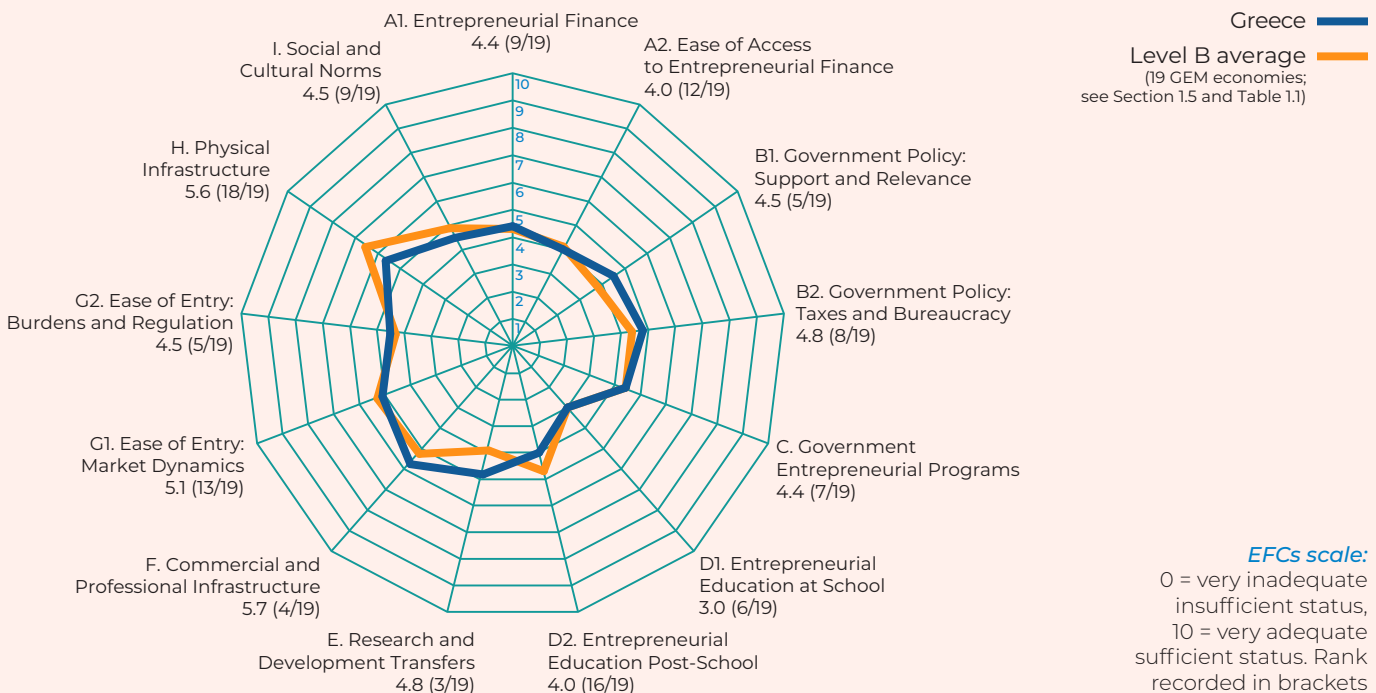 A1. Entrepreneurial Finance
4.4 (9/19)
A2. Ease of Access
to Entrepreneurial Finance
4.0 (12/19)
B1. Government Policy:
Support and Relevance
4.5 (5/19)
B2. Government Policy:
Taxes and Bureaucracy
4.8 (8/19)
C. Government
Entrepreneurial Programs
4.4 (7/19)
D1. Entrepreneurial
Education at School
3.0 (6/19)
D2. Entrepreneurial
Education Post-School
4.0 (16/19)
E. Research and
Development Transfers
4.8 (3/19)
F. Commercial and
Professional Infrastructure
5.7 (4/19)
G1. Ease of Entry:
Market Dynamics
5.1 (13/19)
G2. Ease of Entry:
Burdens and Regulation
4.5 (5/19)
H. Physical
Infrastructure
5.6 (18/19)
I. Social and
Cultural Norms
4.5 (9/19)
10
9
8
7
6
5
4
3
2
1
Greece
Level B average
(19 GEM economies;
see Section 1.5 and Table 1.1)
EFCs scale:
0 = very inadequate
insufficient status,
10 = very adequate
sufficient status. Rank
recorded in brackets